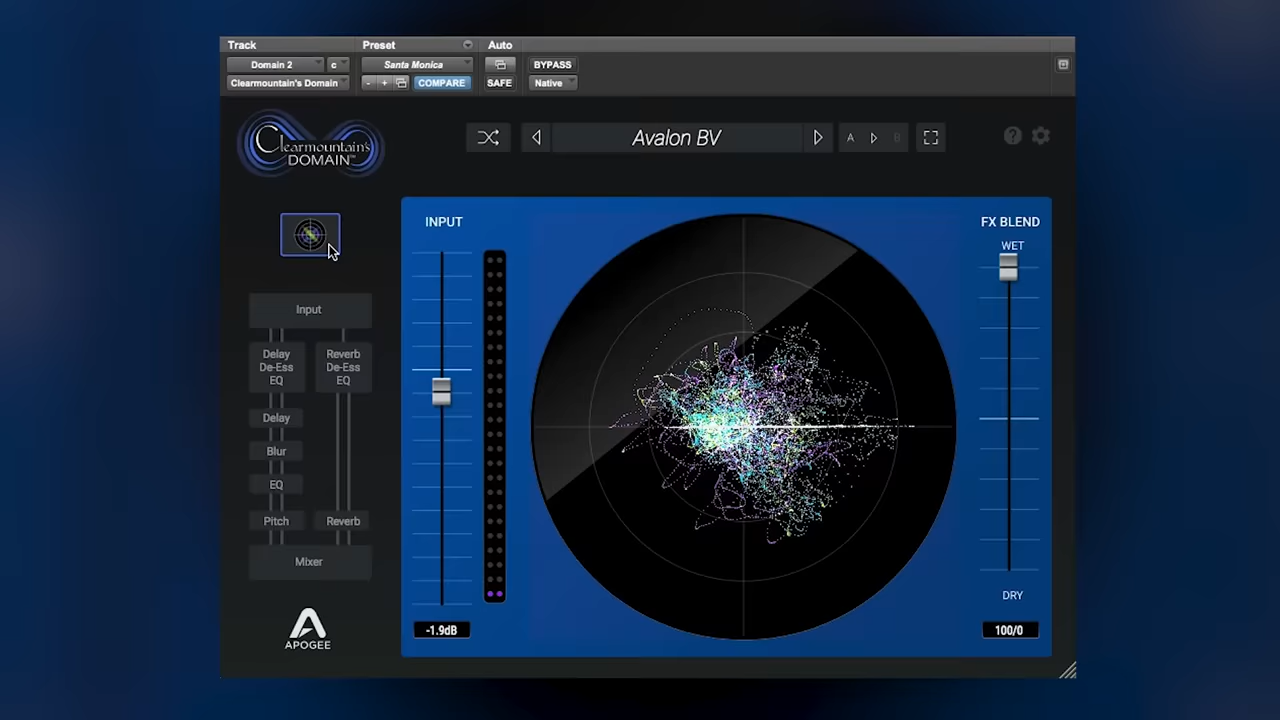 Track
Preset
Auto
Domain 2
c
Santa Monica
BYPASS
Clearmountain's Domain
- +
COMPARE
SAFE
Native
Clearmountain's
DOMAIN™
Avalon BV
A
B
?
INPUT
FX BLEND
WET
Input
Delay
De-Ess
EQ
Reverb
De-Ess
EQ
Delay
Blur
EQ
Pitch
Reverb
Mixer
DRY
APOGEE
-1.9dB
100/0